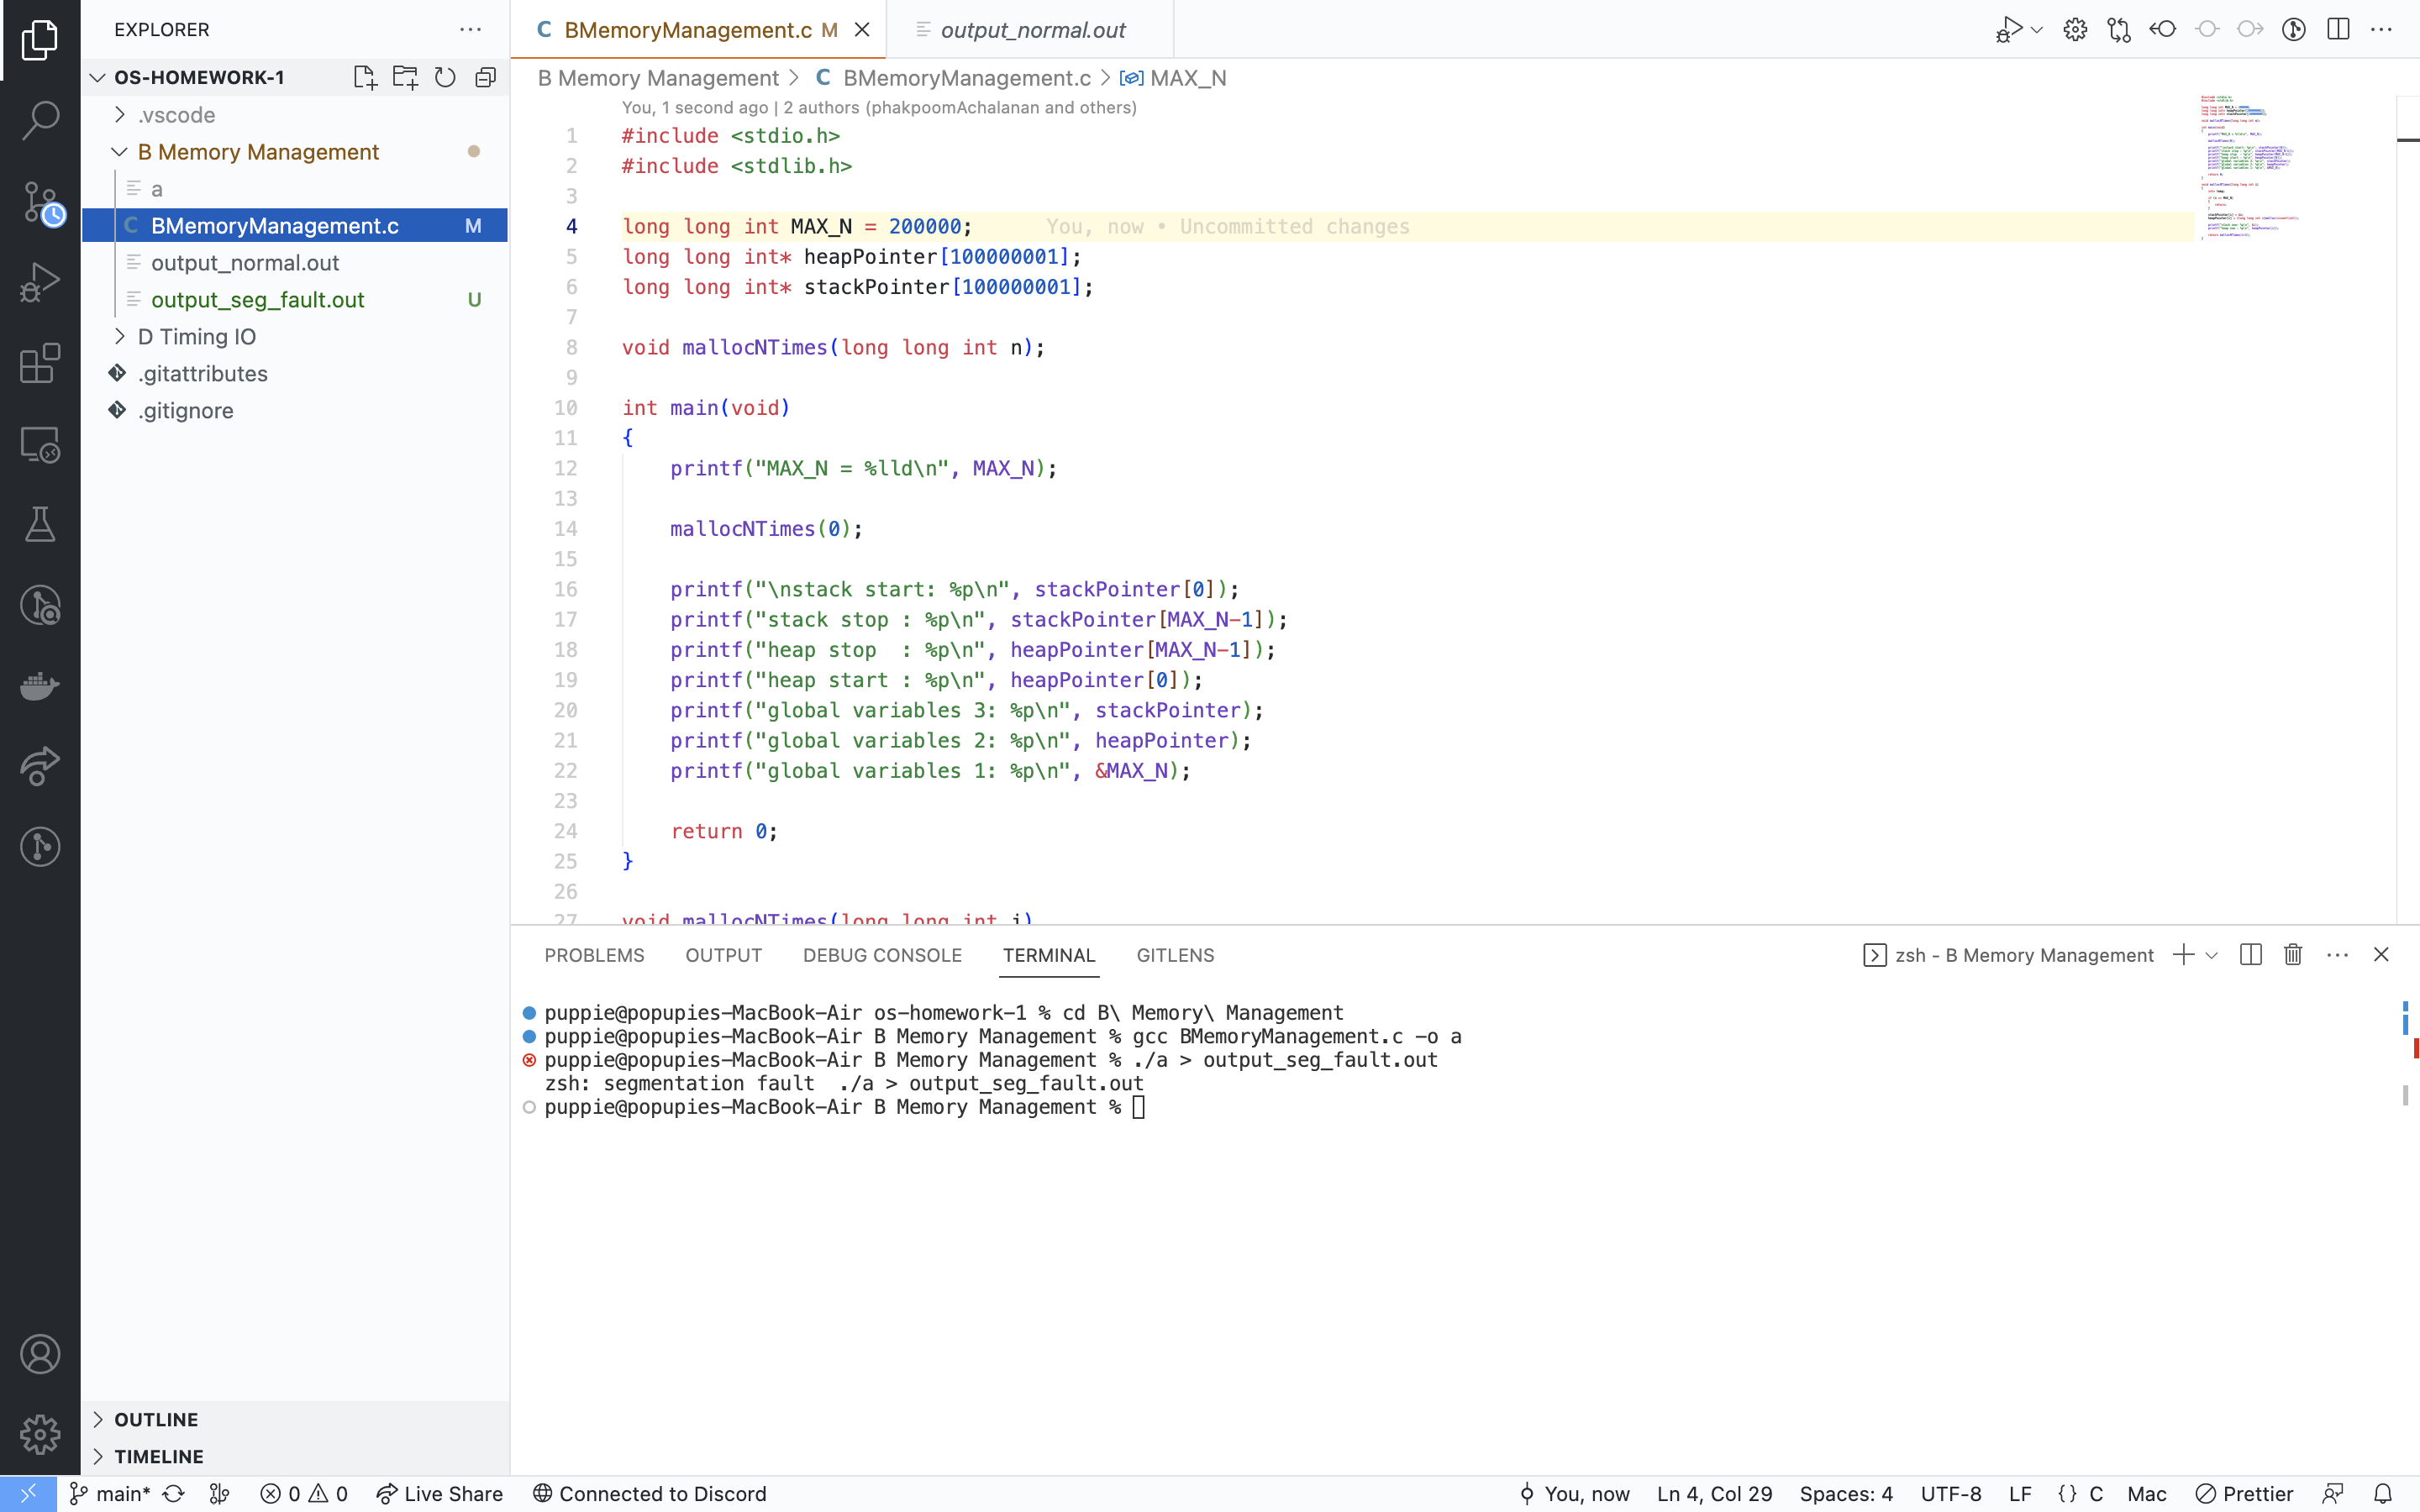 EXPLORER
OS-HOMEWORK-1
.vscode
B Memory Management
a
C BMemoryManagement.c M
output_normal.out
output_seg_fault.out U
D Timing IO
.gitattributes
.gitignore
OUTLINE
TIMELINE
C BMemoryManagement.c M
output_normal.out
B Memory Management > C BMemoryManagement.c > MAX_N
You, 1 second ago | 2 authors (phakpoomAchalanan and others)
1 #include <stdio.h>
2 #include <stdlib.h>
3
4 long long int MAX_N = 200000; You, now • Uncommitted changes
5 long long int* heapPointer[100000001];
6 long long int* stackPointer[100000001];
7
8 void mallocNTimes(long long int n);
9
10 int main(void)
11 {
12 printf("MAX_N = %lld\n", MAX_N);
13
14 mallocNTimes(0);
15
16 printf("\nstack start: %p\n", stackPointer[0]);
17 printf("stack stop : %p\n", stackPointer[MAX_N-1]);
18 printf("heap stop  : %p\n", heapPointer[MAX_N-1]);
19 printf("heap start : %p\n", heapPointer[0]);
20 printf("global variables 3: %p\n", stackPointer);
21 printf("global variables 2: %p\n", heapPointer);
22 printf("global variables 1: %p\n", &MAX_N);
23
24 return 0;
25 }
26
27 void mallocNTimes(long long int i)
PROBLEMS OUTPUT DEBUG CONSOLE TERMINAL GITLENS
zsh - B Memory Management
puppie@popupies-MacBook-Air os-homework-1 % cd B\ Memory\ Management
puppie@popupies-MacBook-Air B Memory Management % gcc BMemoryManagement.c -o a
puppie@popupies-MacBook-Air B Memory Management % ./a > output_seg_fault.out
zsh: segmentation fault  ./a > output_seg_fault.out
puppie@popupies-MacBook-Air B Memory Management %
main* 0 0 Live Share Connected to Discord You, now Ln 4, Col 29 Spaces: 4 UTF-8 LF {} C Mac Prettier